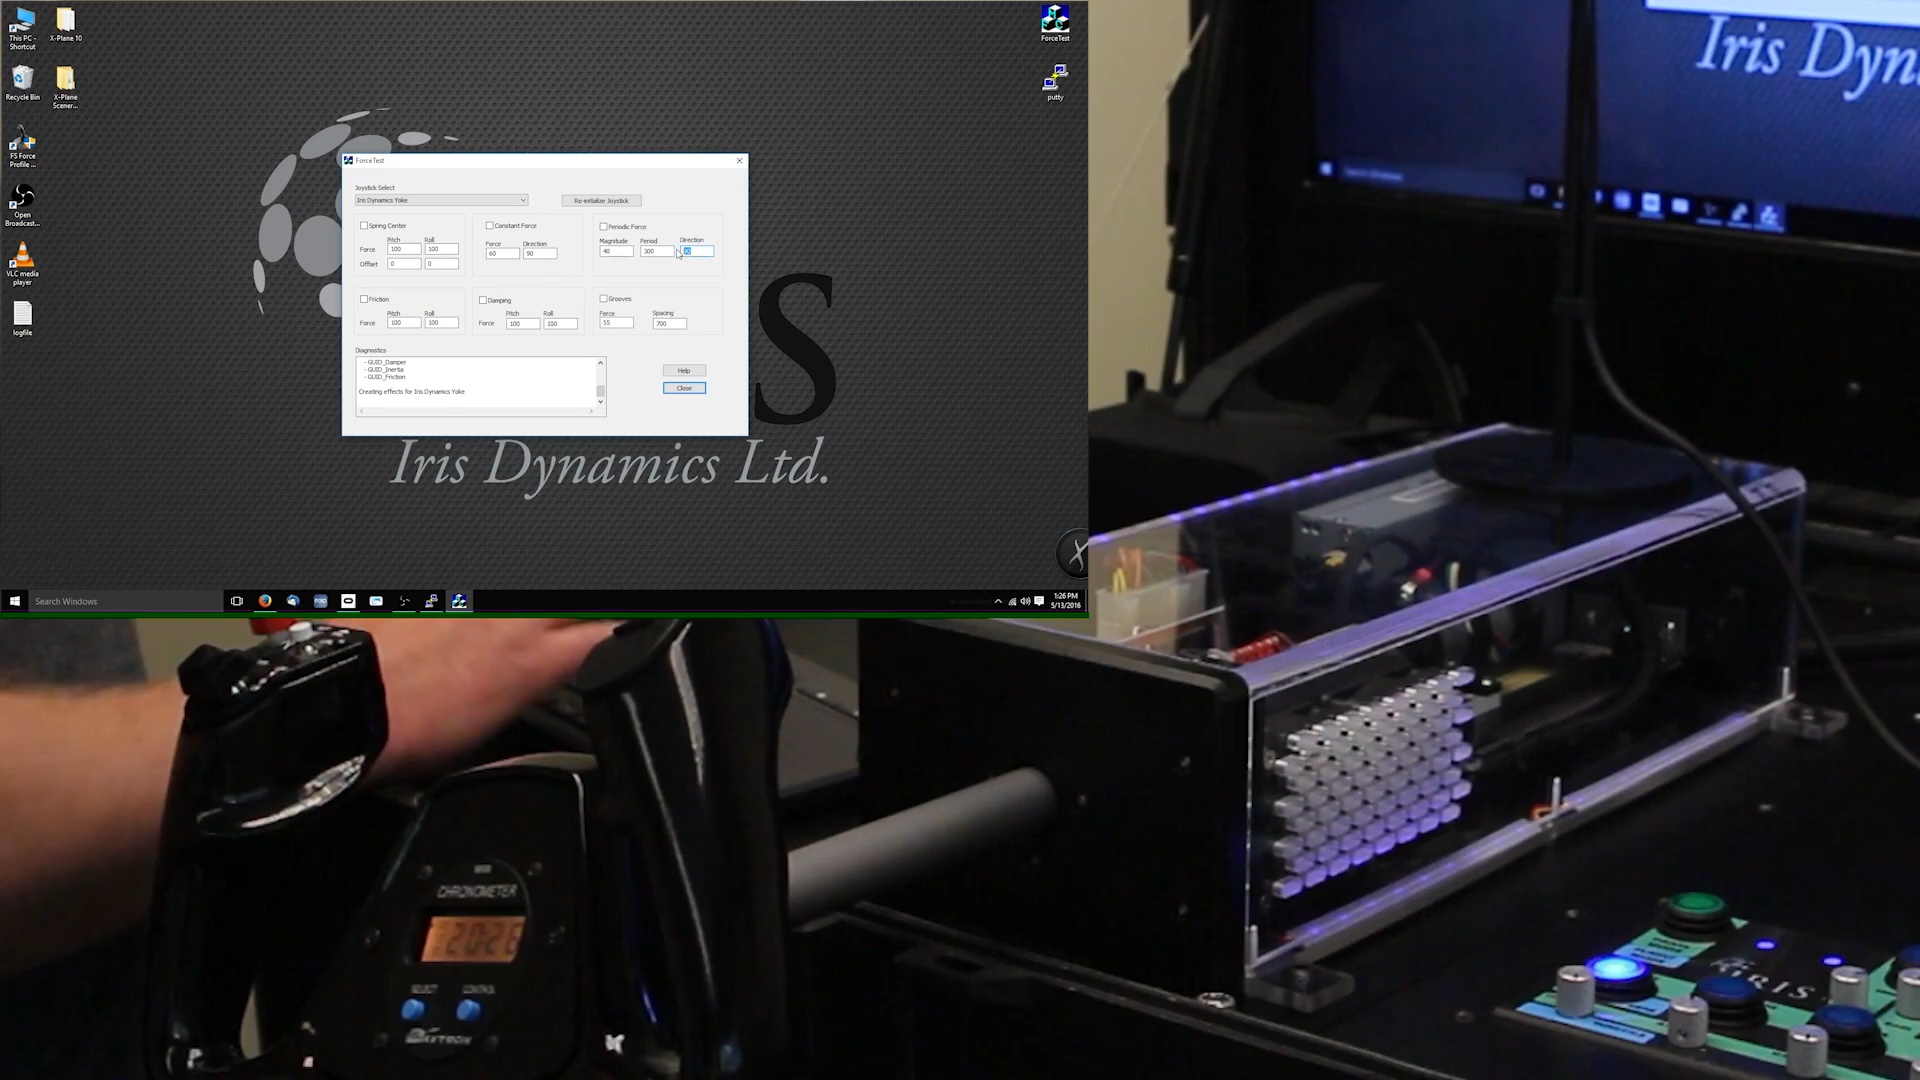 This PC -
Shortcut
X-Plane 10
Recycle Bin
X-Plane
Scener...
FS Force
Profile ...
Open
Broadcast...
VLC media
player
logfile
ForceTest
putty
ForceTest
Joystick Select
Iris Dynamics Yoke
Re-initialize Joystick
Spring Center
Pitch Roll
Force 100 100
Offset 0 0
Constant Force
Force Direction
60 90
Periodic Force
Magnitude Period Direction
40 300
Friction
Pitch Roll
Force 100 100
Damping
Pitch Roll
Force 100 100
Grooves
Force Spacing
55 700
Diagnostics
- GUID_Damper
- GUID_Inertia
- GUID_Friction
Creating effects for Iris Dynamics Yoke
Help
Close
S
Iris Dynamics Ltd.
X
Search Windows
P3D
1:26 PM
5/13/2016
Iris Dyn
CHRONOMETER
20:26
SELECT CONTROL
IRIS